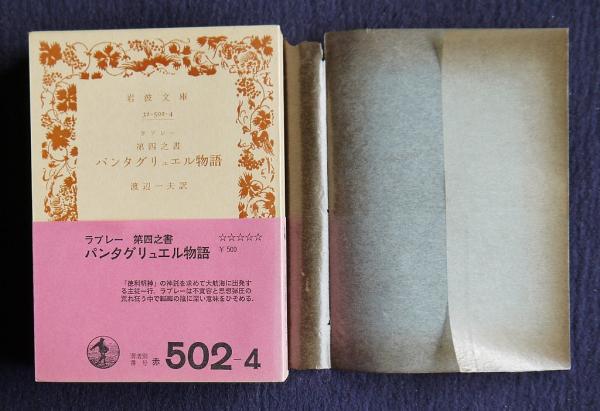 岩波文庫
32-502-4
ラブレー
第四之書
パンタグリュエル物語
渡辺一夫訳
ラブレー 第四之書 ☆☆☆☆☆
パンタグリュエル物語 ¥500
「徳利明神」の神託を求めて大航海に出発す
る主従一行．ラブレーは不寛容と思想弾圧の
荒れ狂う中で嘲嗤の陰に深い意味をひそめる．
著者別
番号 赤 502-4